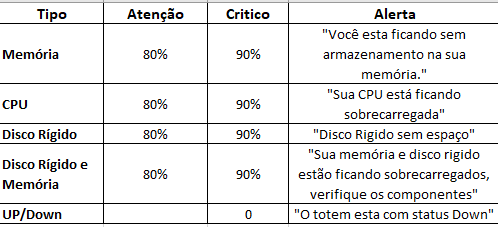 Tipo Atenção Critico Alerta
Memória 80% 90% "Você esta ficando sem
armazenamento na sua
memória."
CPU 80% 90% "Sua CPU está ficando
sobrecarregada"
Disco Rígido 80% 90% "Disco Rigido sem espaço"
Disco Rígido e
Memória 80% 90% "Sua memória e disco rigido
estão ficando sobrecarregados,
verifique os componentes"
UP/Down 0 "O totem esta com status Down"